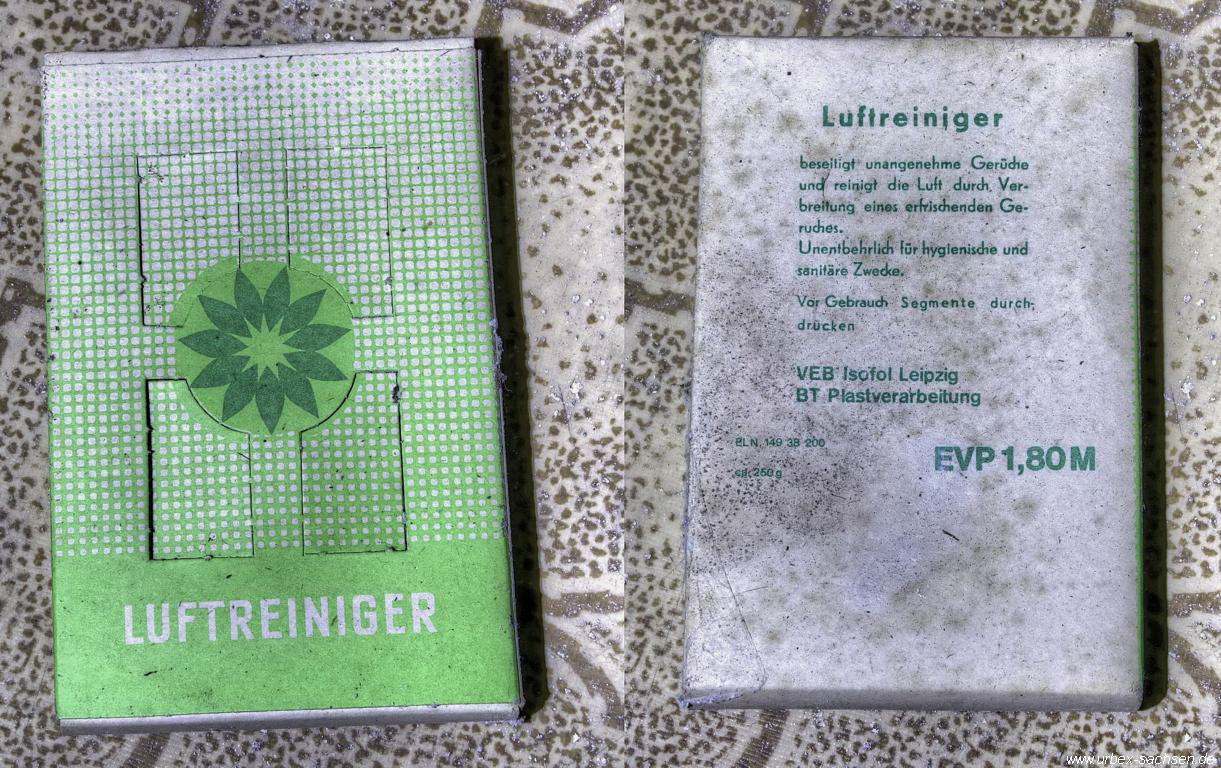 LUFTREINIGER
Luftreiniger
beseitigt unangenehme Gerüche
und reinigt die Luft durch Ver-
breitung eines erfrischenden Ge-
ruches.
Unentbehrlich für hygienische und
sanitäre Zwecke.
Vor Gebrauch Segmente durch-
drücken
VEB Isofol Leipzig
BT Plastverarbeitung
ELN. 149 38 200
ca. 250 g
EVP 1,80 M
www.urbex-sachsen.de